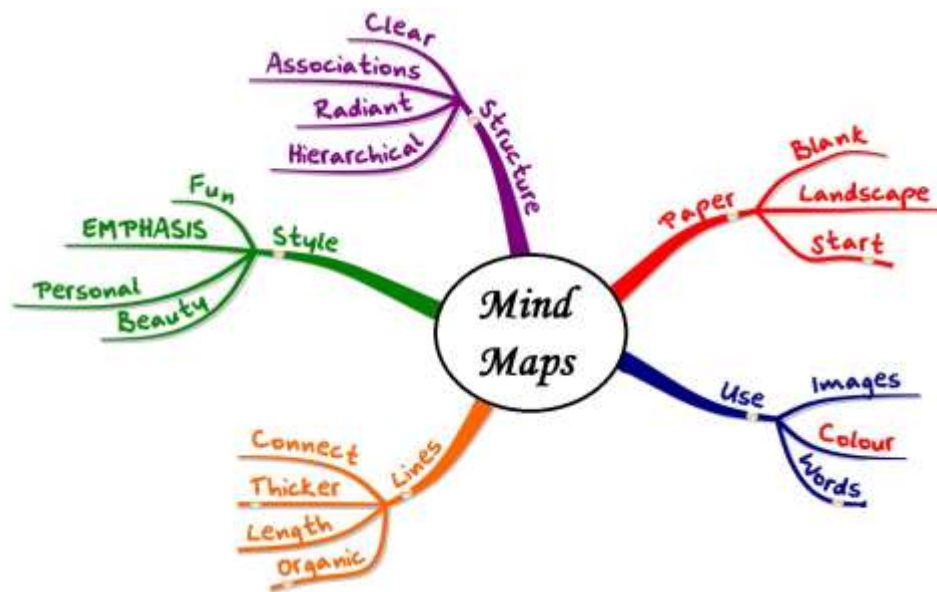 Mind
Maps
Structure
Clear
Associations
Radiant
Hierarchical
Paper
Blank
Landscape
Start
Use
Images
Colour
Words
Lines
Connect
Thicker
Length
Organic
Style
Fun
EMPHASIS
Personal
Beauty